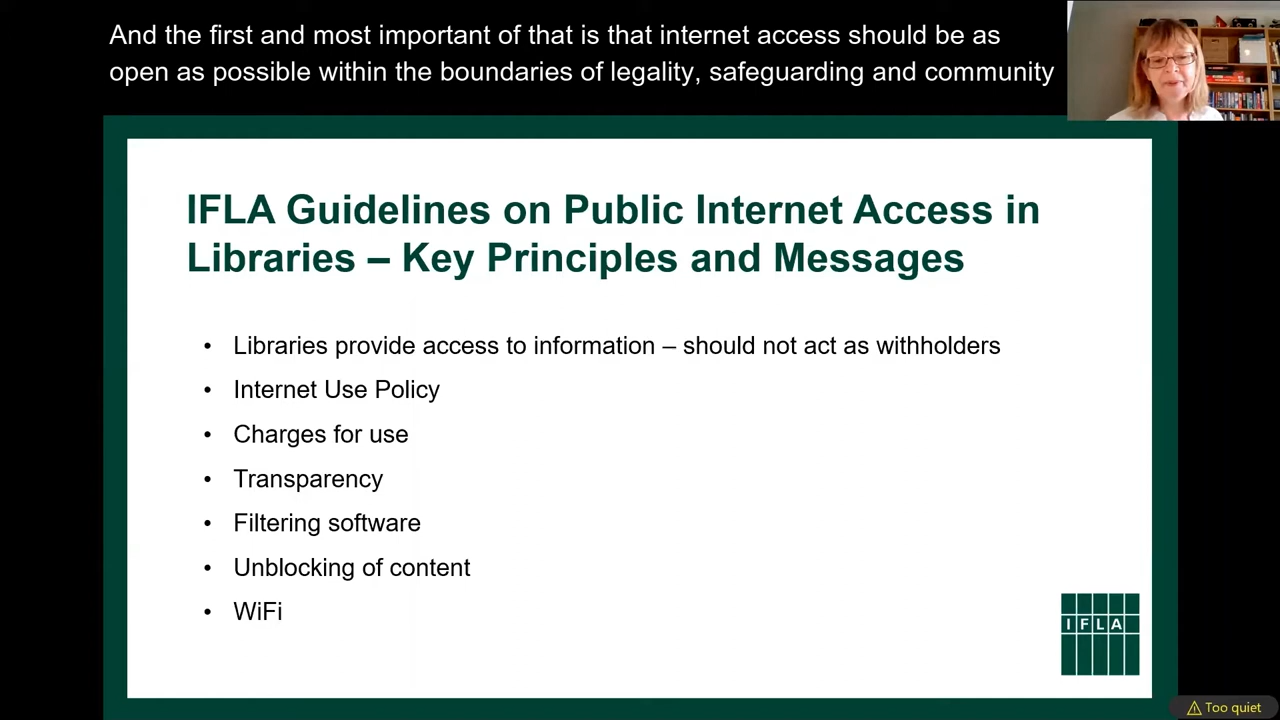 And the first and most important of that is that internet access should be as
open as possible within the boundaries of legality, safeguarding and community
IFLA Guidelines on Public Internet Access in
Libraries – Key Principles and Messages
• Libraries provide access to information – should not act as withholders
• Internet Use Policy
• Charges for use
• Transparency
• Filtering software
• Unblocking of content
• WiFi
IFLA
Too quiet